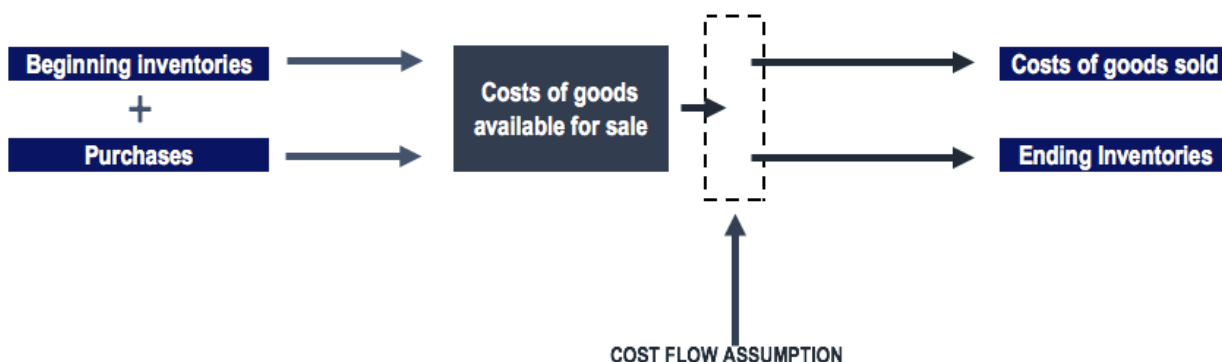 Beginning inventories
+
Purchases
Costs of goods
available for sale
Costs of goods sold
Ending Inventories
COST FLOW ASSUMPTION